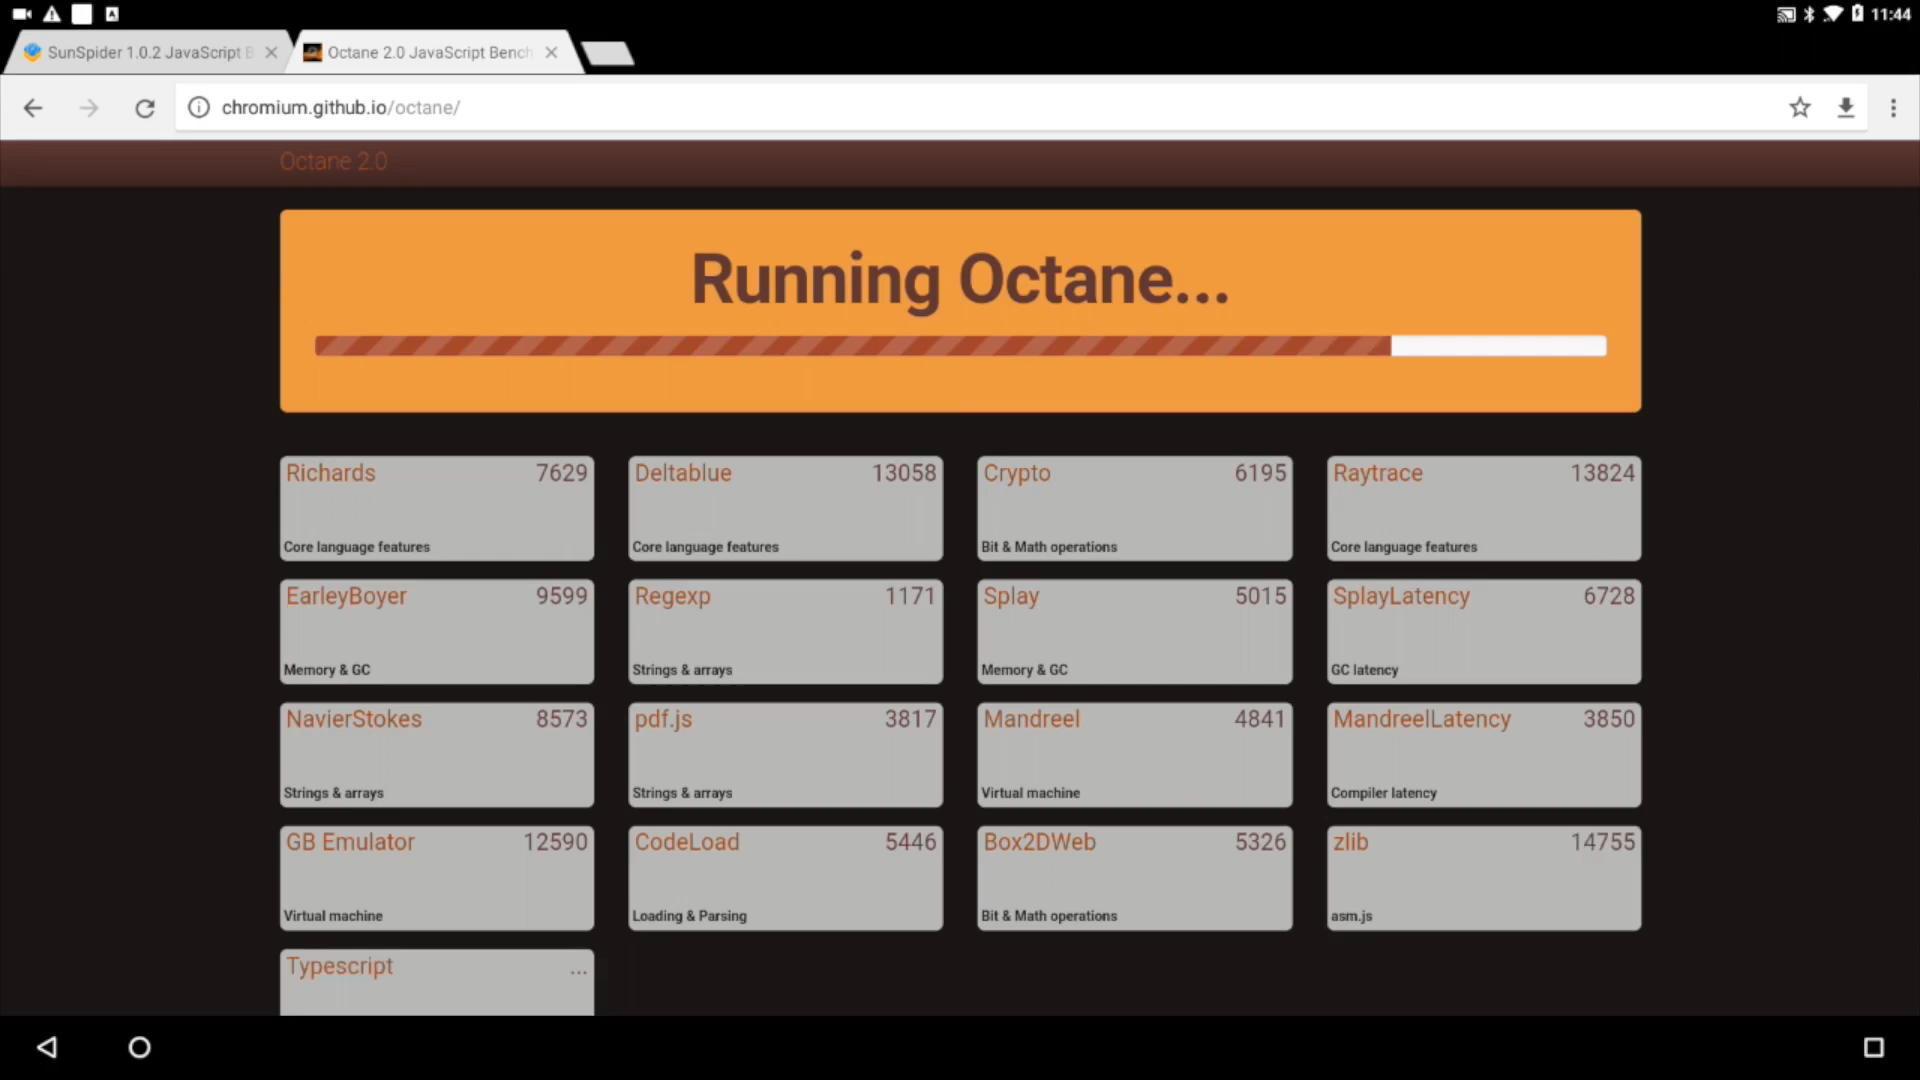 11:44
SunSpider 1.0.2 JavaScript B
Octane 2.0 JavaScript Bench
chromium.github.io/octane/
Octane 2.0
Running Octane...
Richards 7629
Core language features
Deltablue 13058
Core language features
Crypto 6195
Bit & Math operations
Raytrace 13824
Core language features
EarleyBoyer 9599
Memory & GC
Regexp 1171
Strings & arrays
Splay 5015
Memory & GC
SplayLatency 6728
GC latency
NavierStokes 8573
Strings & arrays
pdf.js 3817
Strings & arrays
Mandreel 4841
Virtual machine
MandreelLatency 3850
Compiler latency
GB Emulator 12590
Virtual machine
CodeLoad 5446
Loading & Parsing
Box2DWeb 5326
Bit & Math operations
zlib 14755
asm.js
Typescript ...